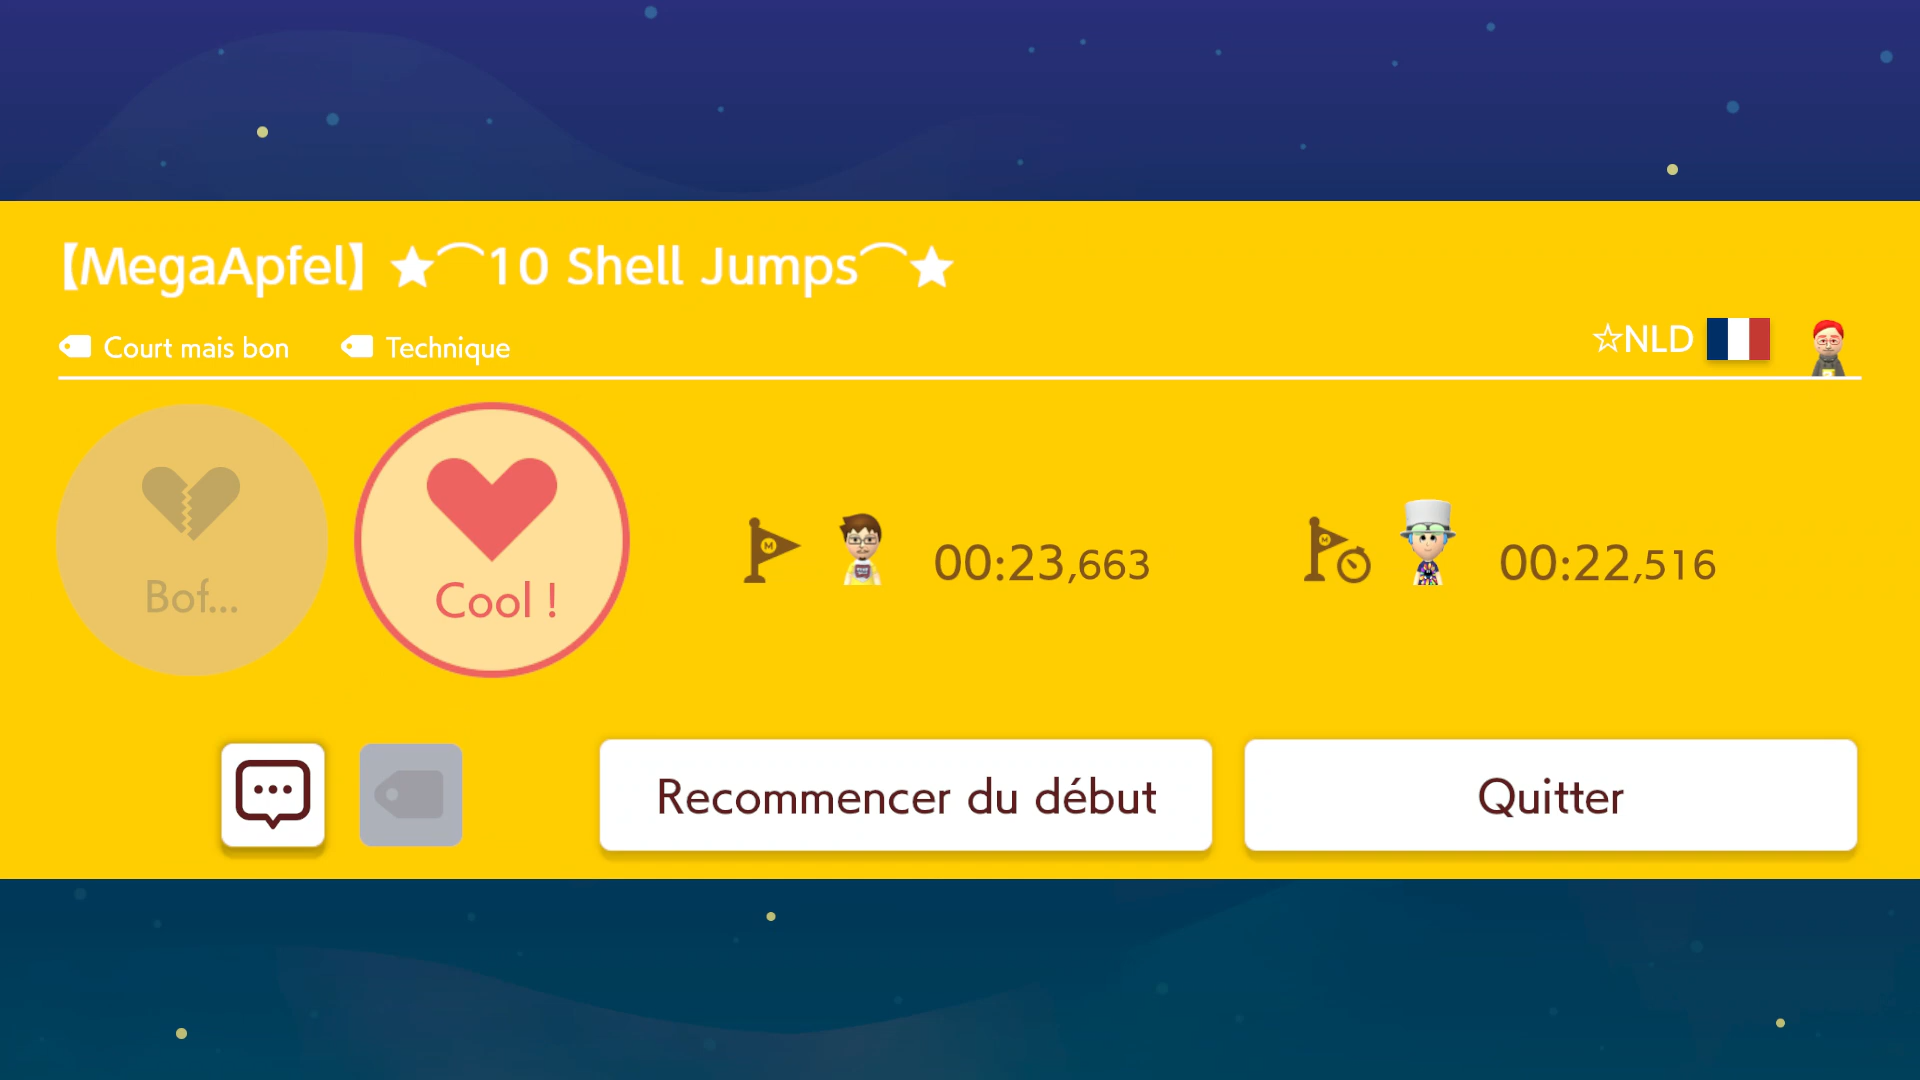 【MegaApfel】 ★⌒10 Shell Jumps⌒★
Court mais bon Technique ☆NLD
Bof... Cool ! 00:23,663 00:22,516
Recommencer du début Quitter